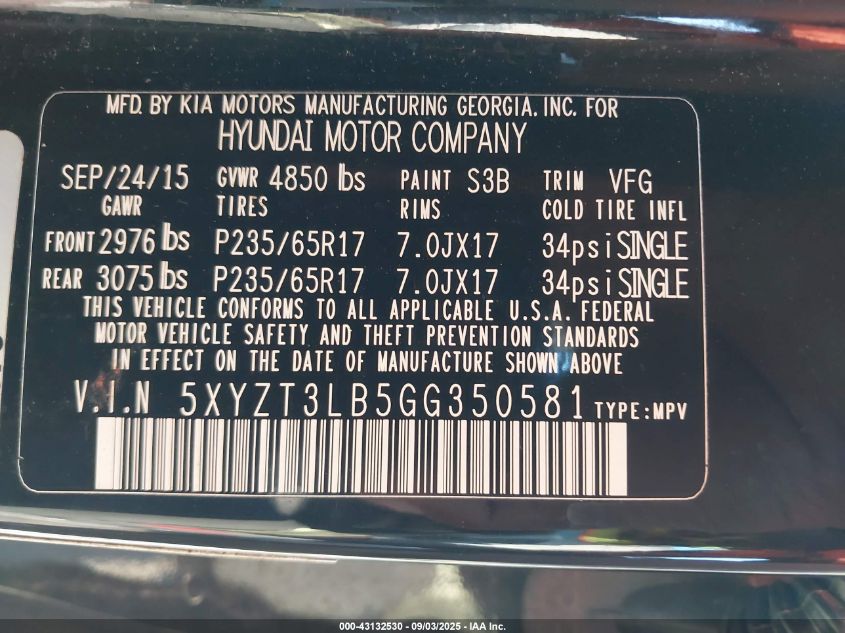 MFD. BY KIA MOTORS MANUFACTURING GEORGIA, INC. FOR
HYUNDAI MOTOR COMPANY
SEP/24/15 GVWR 4850 lbs PAINT S3B TRIM VFG
GAWR TIRES RIMS COLD TIRE INFL
FRONT 2976 lbs P235/65R17 7.0JX17 34psi SINGLE
REAR 3075 lbs P235/65R17 7.0JX17 34psi SINGLE
THIS VEHICLE CONFORMS TO ALL APPLICABLE U.S.A. FEDERAL
MOTOR VEHICLE SAFETY AND THEFT PREVENTION STANDARDS
IN EFFECT ON THE DATE OF MANUFACTURE SHOWN ABOVE
V.I.N 5XYZT3LB5GG350581 TYPE:MPV
000-43132530 - 09/03/2025 - IAA Inc.